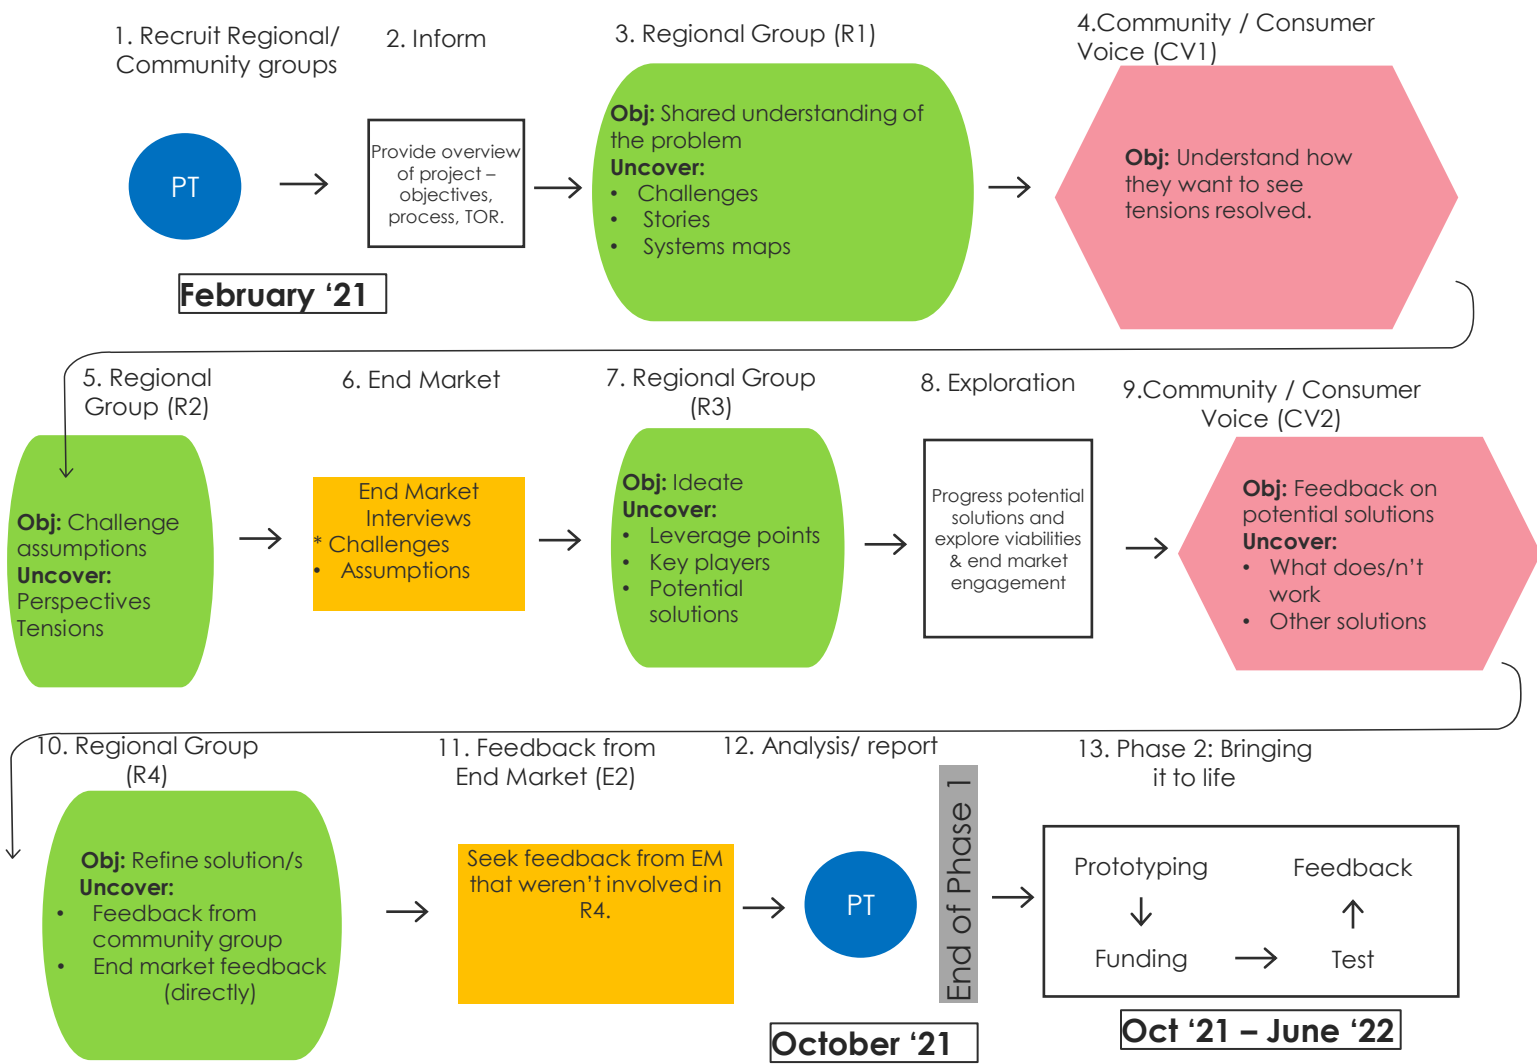 1. Recruit Regional/
Community groups
2. Inform
3. Regional Group (R1)
4.Community / Consumer
Voice (CV1)
PT
Provide overview
of project –
objectives,
process, TOR.
Obj: Shared understanding of
the problem
Uncover:
• Challenges
• Stories
• Systems maps
Obj: Understand how
they want to see
tensions resolved.
February ‘21
5. Regional
Group (R2)
6. End Market
7. Regional Group
(R3)
8. Exploration
9.Community / Consumer
Voice (CV2)
Obj: Challenge
assumptions
Uncover:
Perspectives
Tensions
End Market
Interviews
* Challenges
• Assumptions
Obj: Ideate
Uncover:
• Leverage points
• Key players
• Potential
solutions
Progress potential
solutions and
explore viabilities
& end market
engagement
Obj: Feedback on
potential solutions
Uncover:
• What does/n’t
work
• Other solutions
10. Regional Group
(R4)
11. Feedback from
End Market (E2)
12. Analysis/ report
13. Phase 2: Bringing
it to life
Obj: Refine solution/s
Uncover:
• Feedback from
community group
• End market feedback
(directly)
Seek feedback from EM
that weren’t involved in
R4.
PT
End of Phase 1
Prototyping
Feedback
Funding
Test
October ‘21
Oct ‘21 – June ‘22